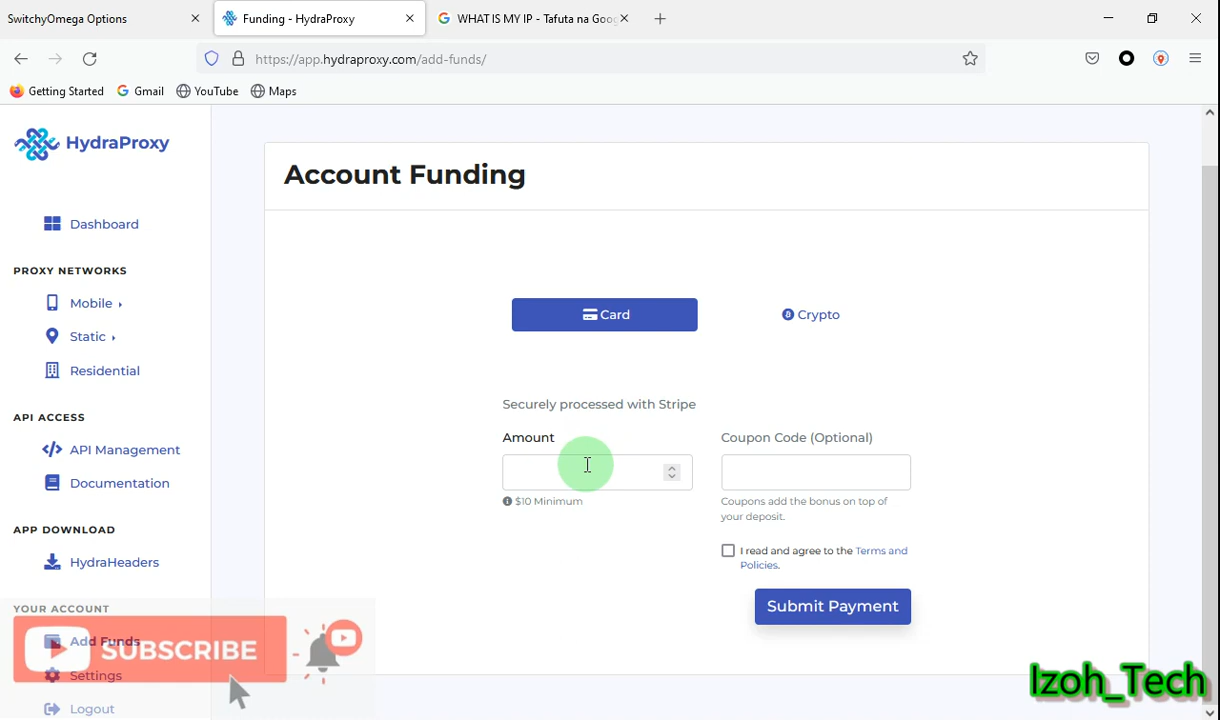 SwitchyOmega Options
Funding - HydraProxy
WHAT IS MY IP - Tafuta na Goo
https://app.hydraproxy.com/add-funds/
Getting Started
Gmail
YouTube
Maps
HydraProxy
Dashboard
PROXY NETWORKS
Mobile
Static
Residential
API ACCESS
API Management
Documentation
APP DOWNLOAD
HydraHeaders
YOUR ACCOUNT
Add Funds
Settings
Logout
SUBSCRIBE
Account Funding
Card
Crypto
Securely processed with Stripe
Amount
$10 Minimum
Coupon Code (Optional)
Coupons add the bonus on top of
your deposit.
I read and agree to the Terms and
Policies.
Submit Payment
Izoh_Tech